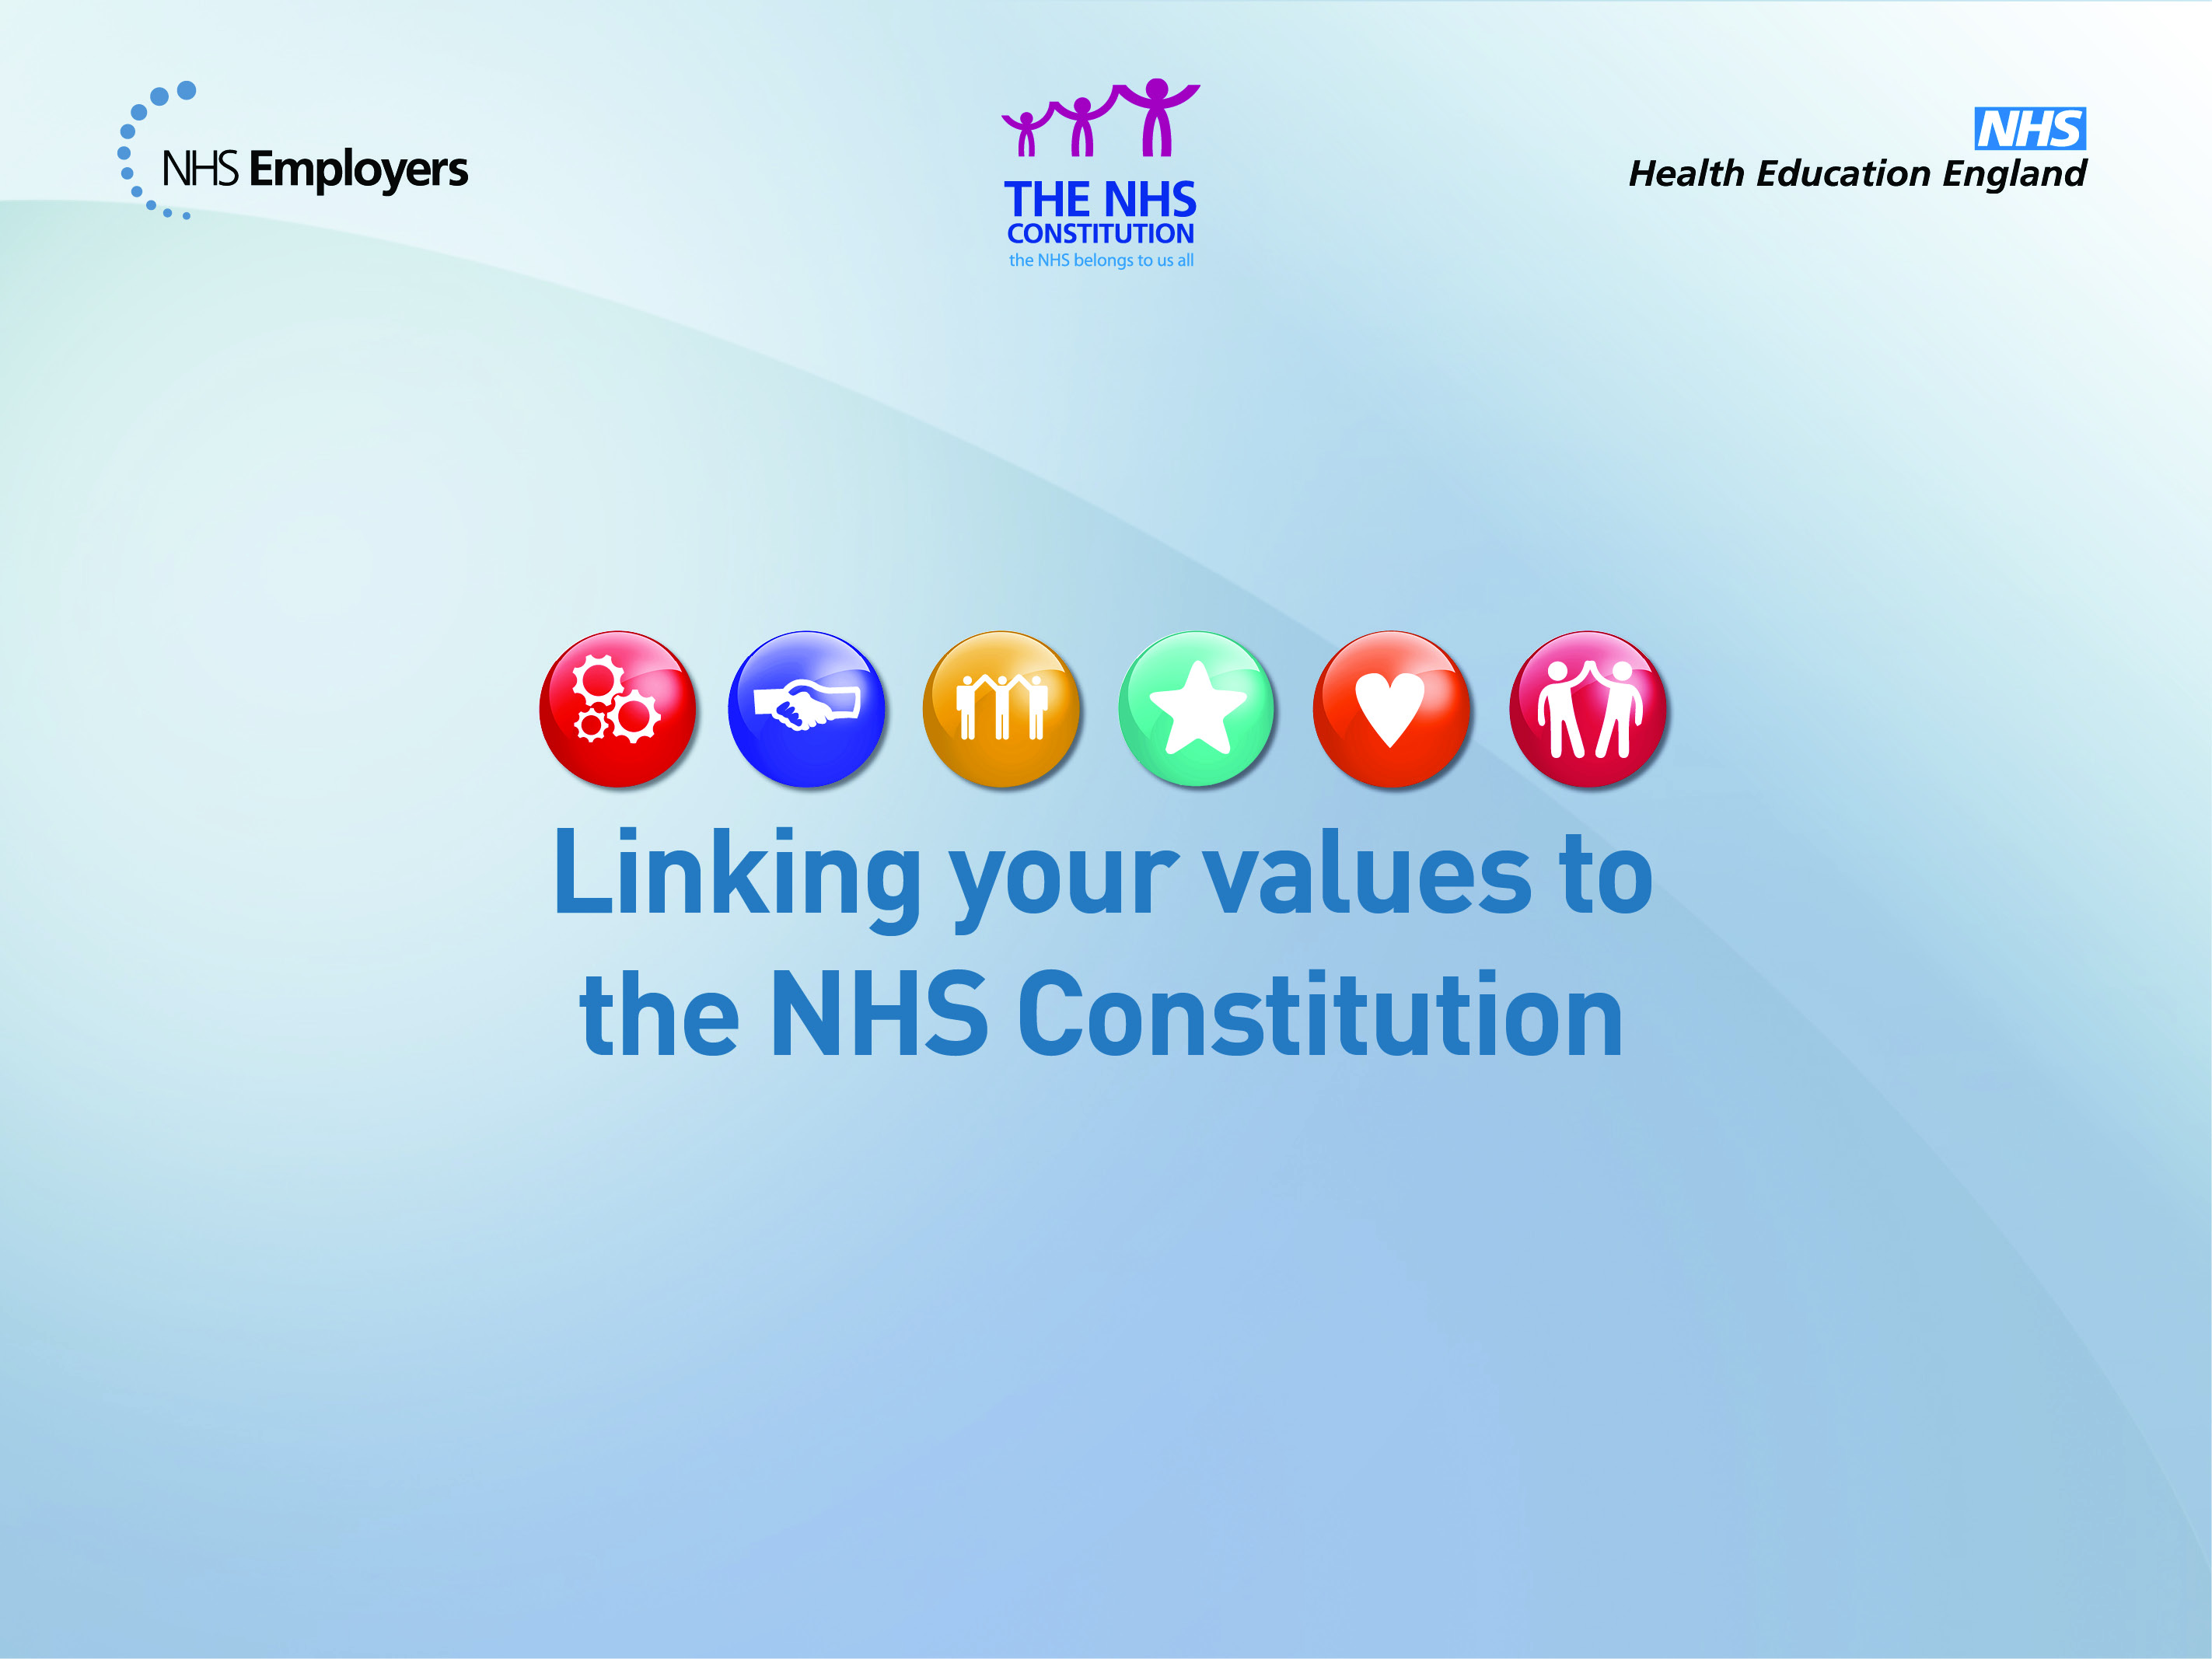 NHS Employers
THE NHS
CONSTITUTION
the NHS belongs to us all
NHS
Health Education England
Linking your values to
the NHS Constitution